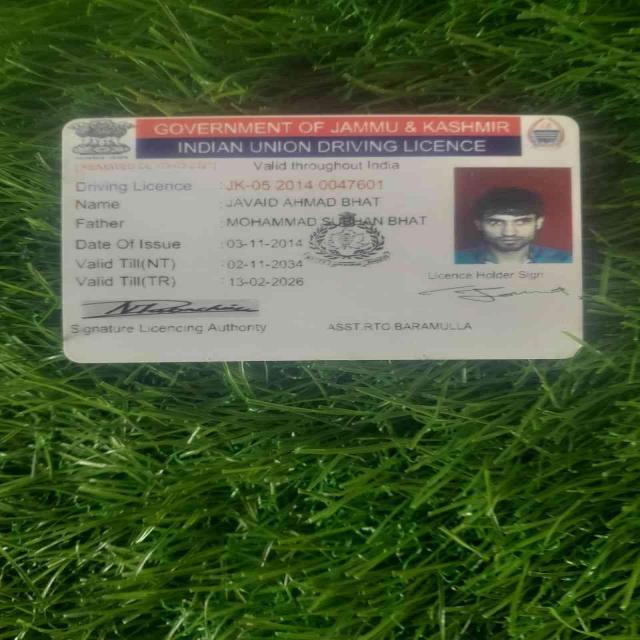 GOVERNMENT OF JAMMU & KASHMIR
INDIAN UNION DRIVING LICENCE
Valid throughout India
Driving Licence : JK-05 2014 0047601
Name : JAVAID AHMAD BHAT
Father : MOHAMMAD BHAT
Date Of Issue : 03-11-2014
Valid Till(NT) : 02-11-2034
Valid Till(TR) : 13-02-2026
Licence Holder Sign
Signature Licencing Authority
ASST.RTO BARAMULLA